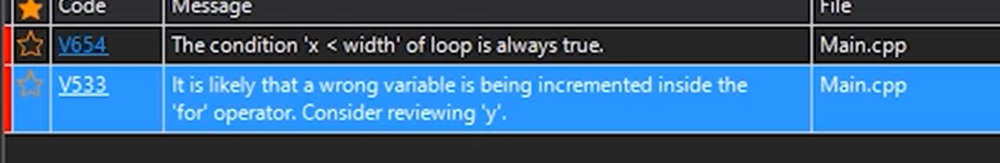 Code Message File
V654 The condition 'x < width' of loop is always true. Main.cpp
V533 It is likely that a wrong variable is being incremented inside the Main.cpp
'for' operator. Consider reviewing 'y'.